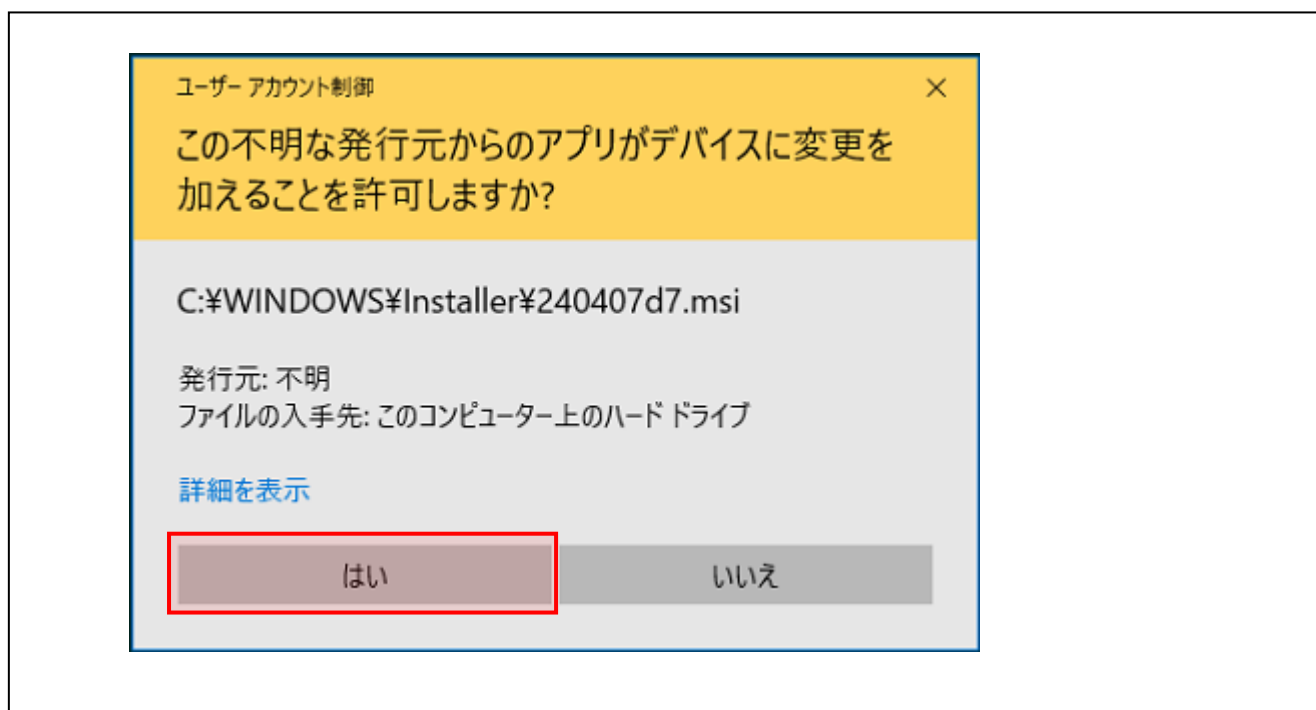 ユーザー アカウント制御
この不明な発行元からのアプリがデバイスに変更を
加えることを許可しますか?
C:¥WINDOWS¥Installer¥240407d7.msi
発行元: 不明
ファイルの入手先: このコンピューター上のハード ドライブ
詳細を表示
はい
いいえ